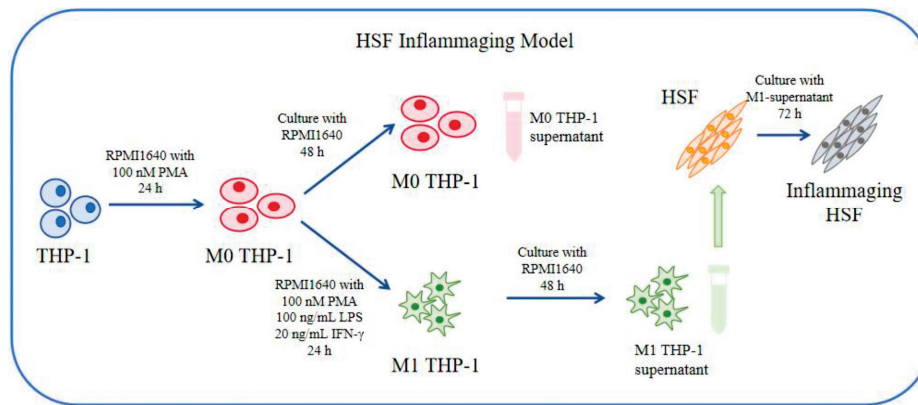 HSF Inflammaging Model
RPMI1640 with
100 nM PMA
24 h
THP-1
M0 THP-1
Culture with
RPMI1640
48 h
M0 THP-1
M0 THP-1
supernatant
RPMI1640 with
100 nM PMA
100 ng/mL LPS
20 ng/mL IFN-γ
24 h
M1 THP-1
Culture with
RPMI1640
48 h
M1 THP-1
supernatant
HSF
Culture with
M1-supernatant
72 h
Inflammaging
HSF